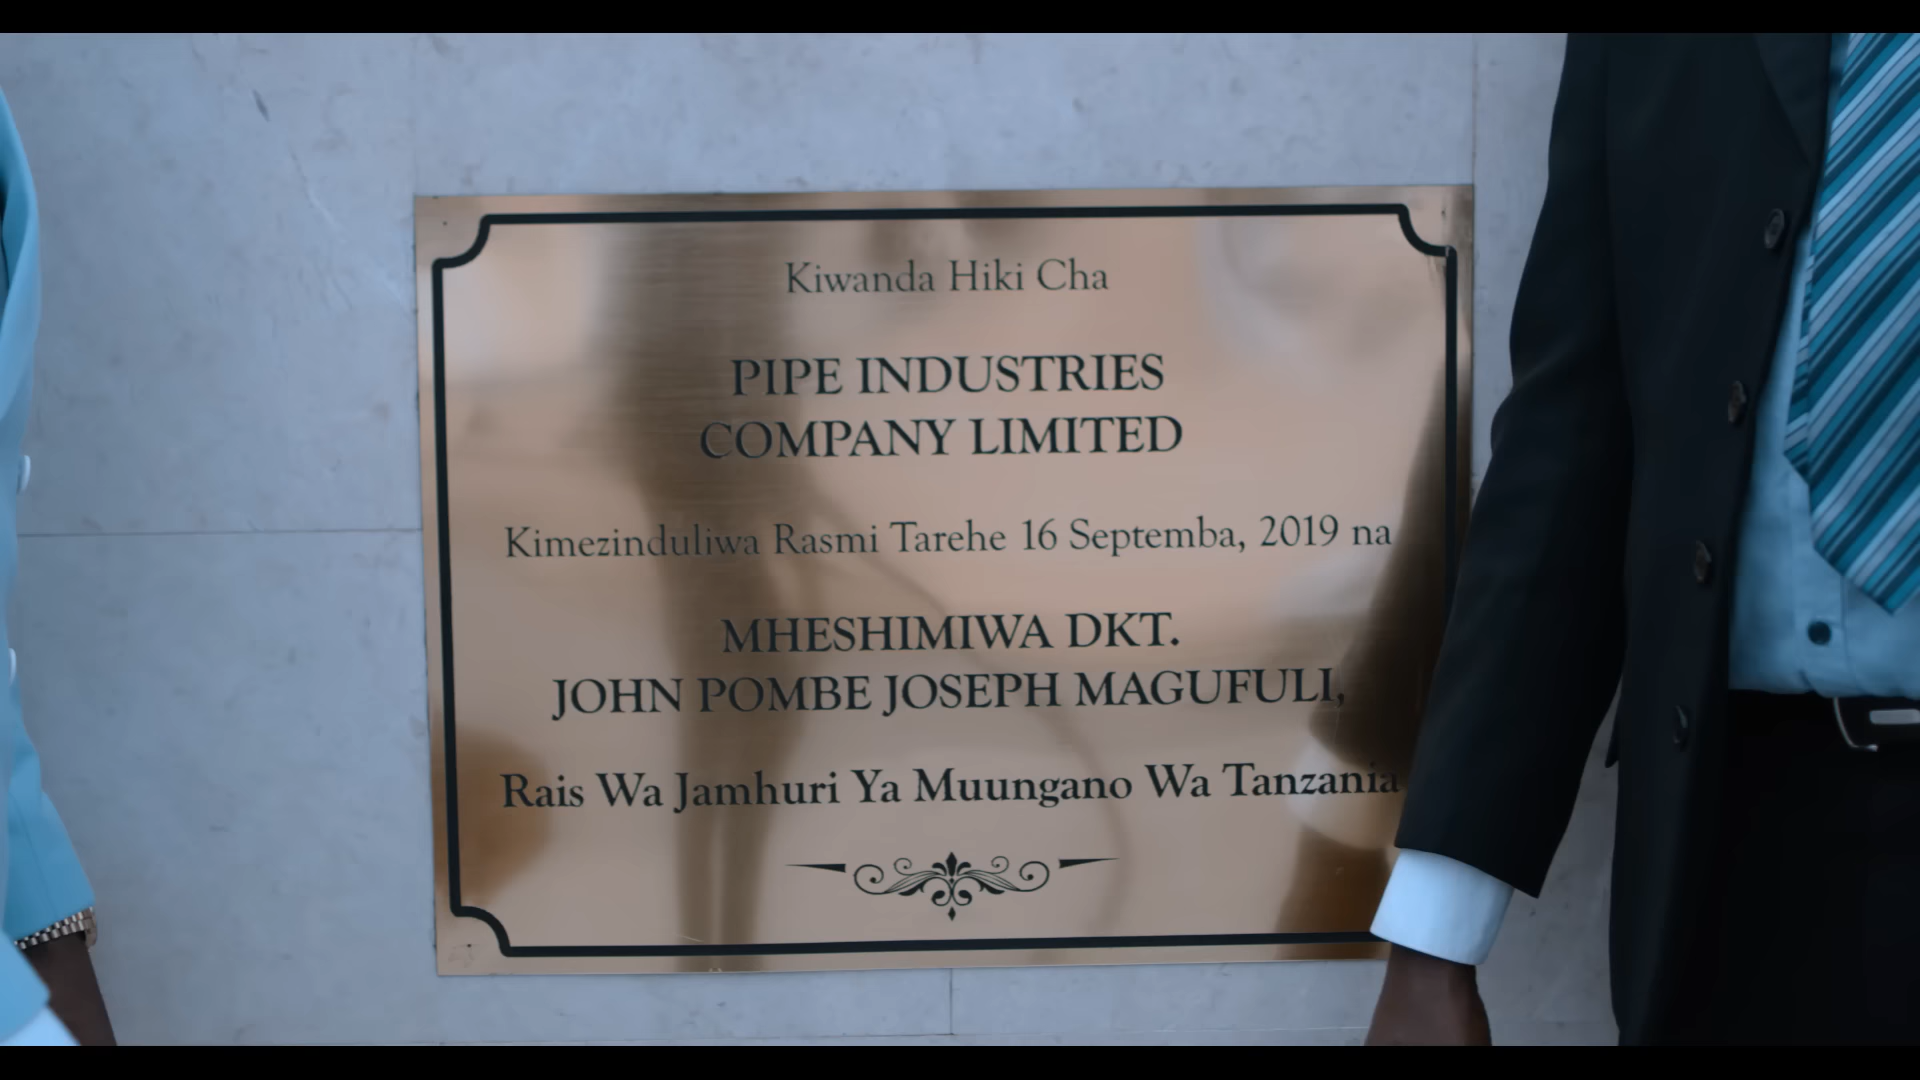 Kiwanda Hiki Cha
PIPE INDUSTRIES
COMPANY LIMITED
Kimezinduliwa Rasmi Tarehe 16 Septemba, 2019 na
MHESHIMIWA DKT.
JOHN POMBE JOSEPH MAGUFULI,
Rais Wa Jamhuri Ya Muungano Wa Tanzania